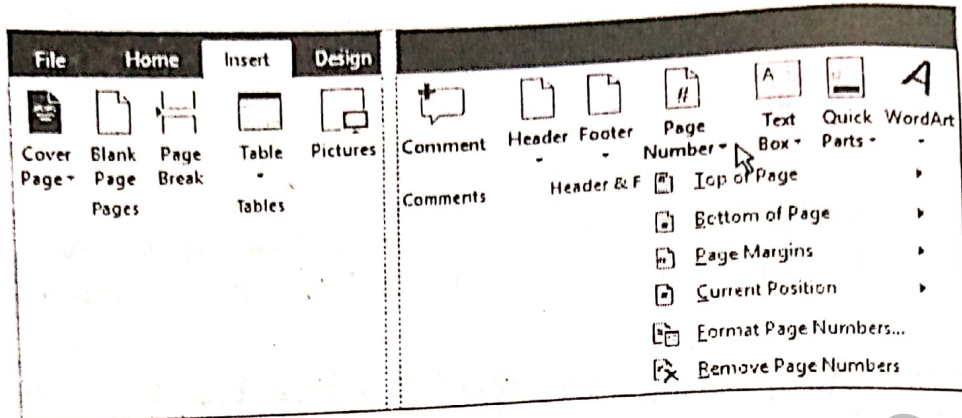 File Home Insert Design
Cover Page Blank Page Page Break Table Pictures Comment Header Footer Page Number Text Box Quick Parts WordArt
Pages Tables Comments Header & F
Top of Page
Bottom of Page
Page Margins
Current Position
Format Page Numbers...
Remove Page Numbers